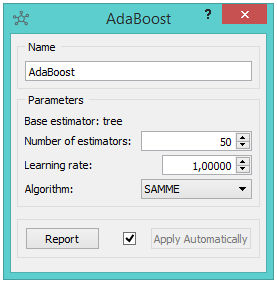 AdaBoost
?
Name
AdaBoost
Parameters
Base estimator: tree
Number of estimators: 50
Learning rate: 1,00000
Algorithm: SAMME
Report Apply Automatically